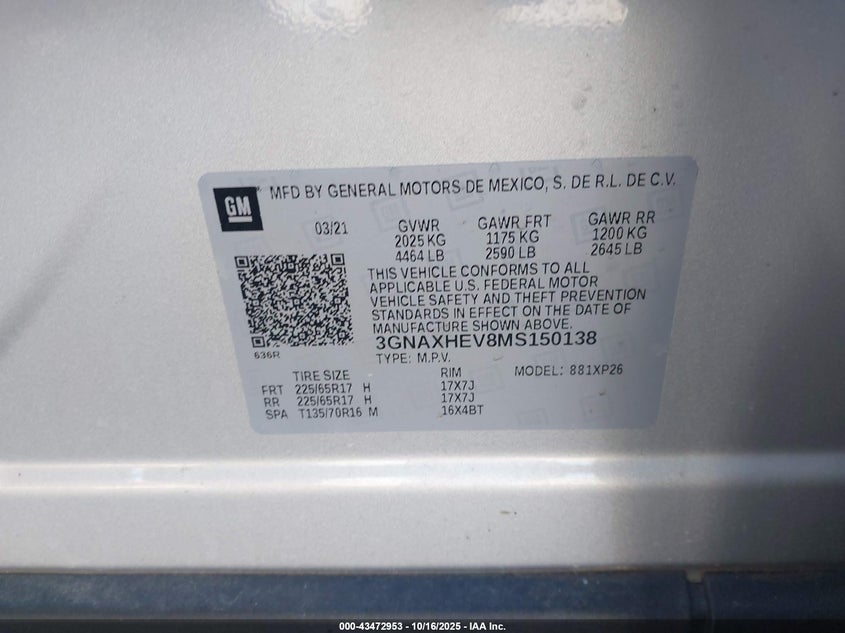 GM
MFD BY GENERAL MOTORS DE MEXICO, S. DE R.L. DE C.V.
03/21 GVWR GAWR FRT GAWR RR
2025 KG 1175 KG 1200 KG
4464 LB 2590 LB 2645 LB
THIS VEHICLE CONFORMS TO ALL
APPLICABLE U.S. FEDERAL MOTOR
VEHICLE SAFETY AND THEFT PREVENTION
STANDARDS IN EFFECT ON THE DATE OF
MANUFACTURE SHOWN ABOVE.
3GNAXHEV8MS150138
636R
TYPE: M.P.V.
TIRE SIZE RIM MODEL: 881XP26
FRT 225/65R17 H 17X7J
RR 225/65R17 H 17X7J
SPA T135/70R16 M 16X4BT
000-43472953 - 10/16/2025 - IAA Inc.